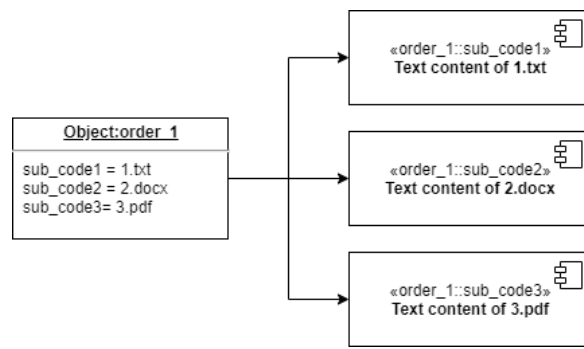 Object:order_1
sub_code1 = 1.txt
sub_code2 = 2.docx
sub_code3= 3.pdf
«order_1::sub_code1»
Text content of 1.txt
«order_1::sub_code2»
Text content of 2.docx
«order_1::sub_code3»
Text content of 3.pdf